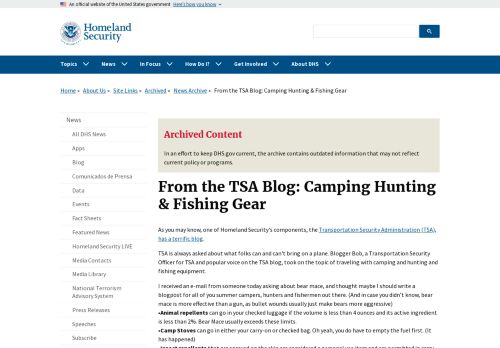 An official website of the United States government Here's how you know
Homeland
Security
Topics News In Focus How Do I? Get Involved About DHS
Home About Us Site Links Archived News Archive From the TSA Blog: Camping Hunting & Fishing Gear
News
All DHS News
Apps
Blog
Comunicados de Prensa
Data
Events
Fact Sheets
Featured News
Homeland Security LIVE
Media Contacts
Media Library
National Terrorism
Advisory System
Press Releases
Speeches
Subscribe
Archived Content
In an effort to keep DHS.gov current, the archive contains outdated information that may not reflect
current policy or programs.
From the TSA Blog: Camping Hunting
& Fishing Gear
As you may know, one of Homeland Security's components, the Transportation Security Administration (TSA),
has a terrific blog.
TSA is always asked about what folks can and can't bring on a plane. Blogger Bob, a Transportation Security
Officer for TSA and popular voice on the TSA blog, took on the topic of traveling with camping and hunting and
fishing equipment.
I received an e-mail from someone today asking about bear mace, and thought maybe I should write a
blogpost for all of you summer campers, hunters and fishermen out there. (And in case you didn't know, bear
mace is more effective than a gun, as bullet wounds usually just make bears more aggressive)
•Animal repellents can go in your checked luggage if the volume is less than 4 ounces and its active ingredient
is less than 2%. Bear Mace usually exceeds these limits.
•Camp Stoves can go in either your carry-on or checked bag. Oh yeah, you do have to empty the fuel first. (It
has happened)